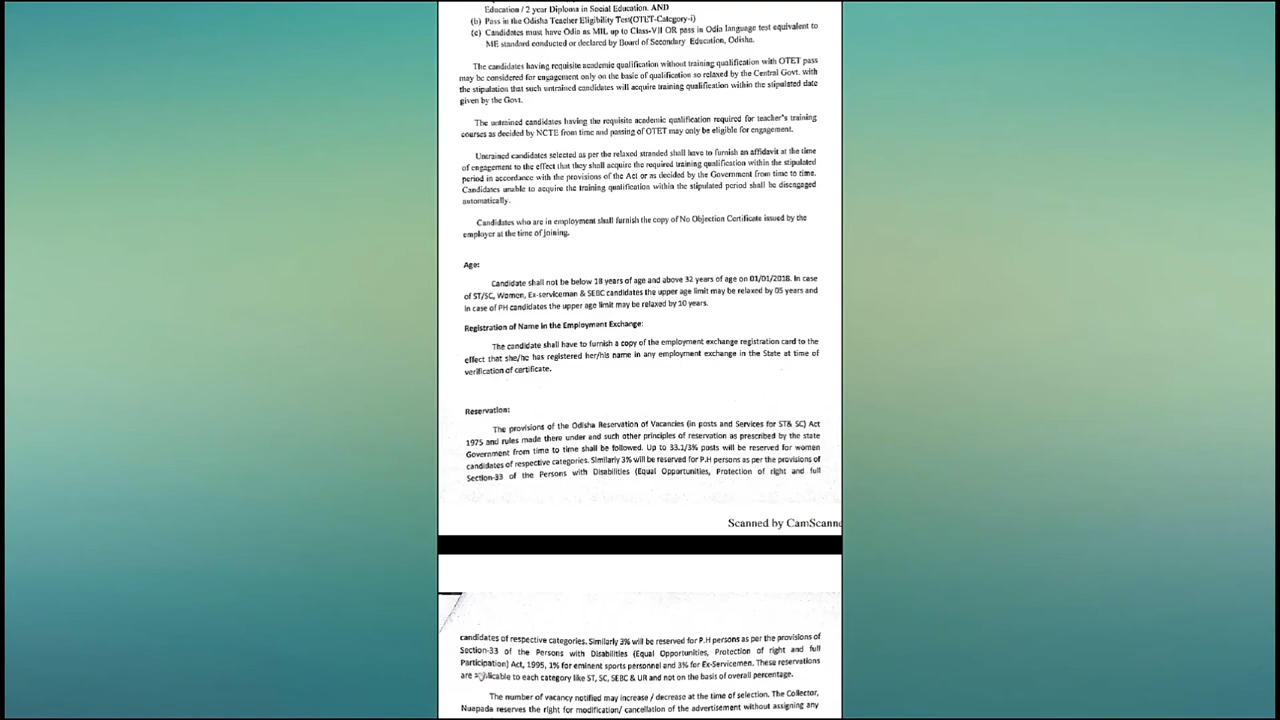 Education / 2 year Diploma in Social Education. AND
(b) Pass in the Odisha Teacher Eligibility Test(OTET-Category-i)
(c) Candidates must have Odia as MIL up to Class-VII OR pass in Odia language test equivalent to
ME standard conducted or declared by Board of Secondary Education, Odisha.
The candidates having requisite academic qualification without training qualification with OTET pass
may be considered for engagement only on the basic of qualification so relaxed by the Central Govt. with
the stipulation that such untrained candidates will acquire training qualification within the stipulated date
given by the Govt.
The untrained candidates having the requisite academic qualification required for teacher's training
courses as decided by NCTE from time and passing of OTET may only be eligible for engagement.
Untrained candidates selected as per the relaxed stranded shall have to furnish an affidavit at the time
of engagement to the effect that they shall acquire the required training qualification within the stipulated
period in accordance with the provisions of the Act or as decided by the Government from time to time.
Candidates unable to acquire the training qualification within the stipulated period shall be disengaged
automatically.
Candidates who are in employment shall furnish the copy of No Objection Certificate issued by the
employer at the time of joining.
Age:
Candidate shall not be below 18 years of age and above 32 years of age on 01/01/2018. In case
of ST/SC, Women, Ex-serviceman & SEBC candidates the upper age limit may be relaxed by 05 years and
in case of PH candidates the upper age limit may be relaxed by 10 years.
Registration of Name in the Employment Exchange:
The candidate shall have to furnish a copy of the employment exchange registration card to the
effect that she/he has registered her/his name in any employment exchange in the State at time of
verification of certificate.
Reservation:
The provisions of the Odisha Reservation of Vacancies (in posts and Services for ST& SC) Act
1975 and rules made there under and such other principles of reservation as prescribed by the state
Government from time to time shall be followed. Up to 33.1/3% posts will be reserved for women
candidates of respective categories. Similarly 3% will be reserved for P.H persons as per the provisions of
Section-33 of the Persons with Disabilities (Equal Opportunities, Protection of right and full
Scanned by CamScanne
candidates of respective categories. Similarly 3% will be reserved for P.H persons as per the provisions of
Section-33 of the Persons with Disabilities (Equal Opportunities, Protection of right and full
Participation) Act, 1995, 1% for eminent sports personnel and 3% for Ex-Servicemen. These reservations
are applicable to each category like ST, SC, SEBC & UR and not on the basis of overall percentage.
The number of vacancy notified may increase / decrease at the time of selection. The Collector,
Nuapada reserves the right for modification/ cancellation of the advertisement without assigning any